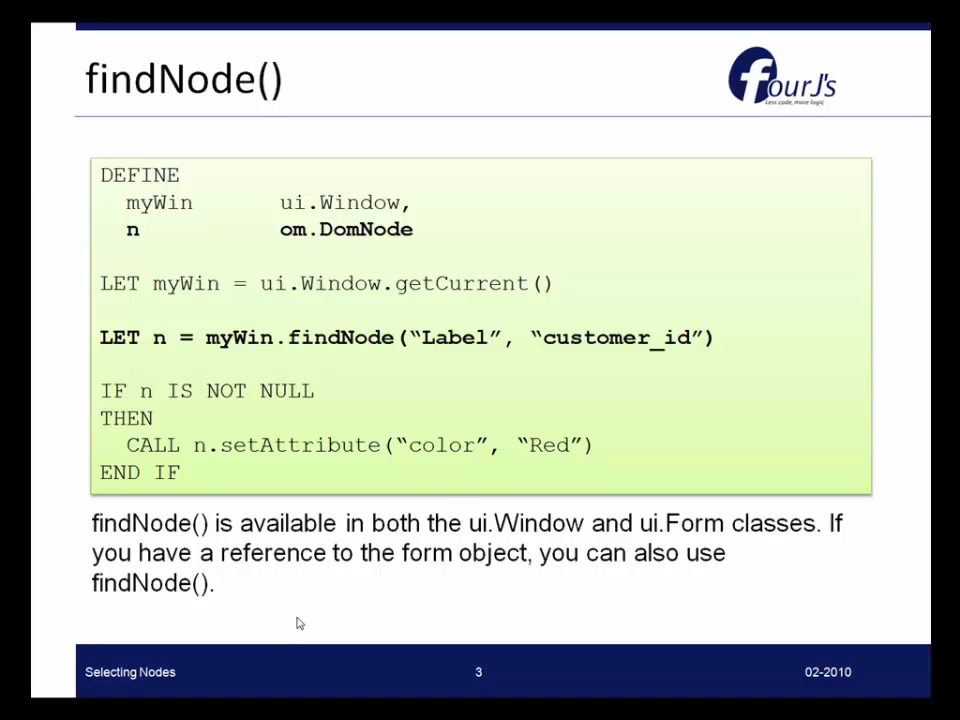 findNode()
fourJ's
Less code, more logic
DEFINE
myWin ui.Window,
n om.DomNode
LET myWin = ui.Window.getCurrent()
LET n = myWin.findNode(“Label”, “customer_id”)
IF n IS NOT NULL
THEN
CALL n.setAttribute(“color”, “Red”)
END IF
findNode() is available in both the ui.Window and ui.Form classes. If
you have a reference to the form object, you can also use
findNode().
Selecting Nodes 3 02-2010